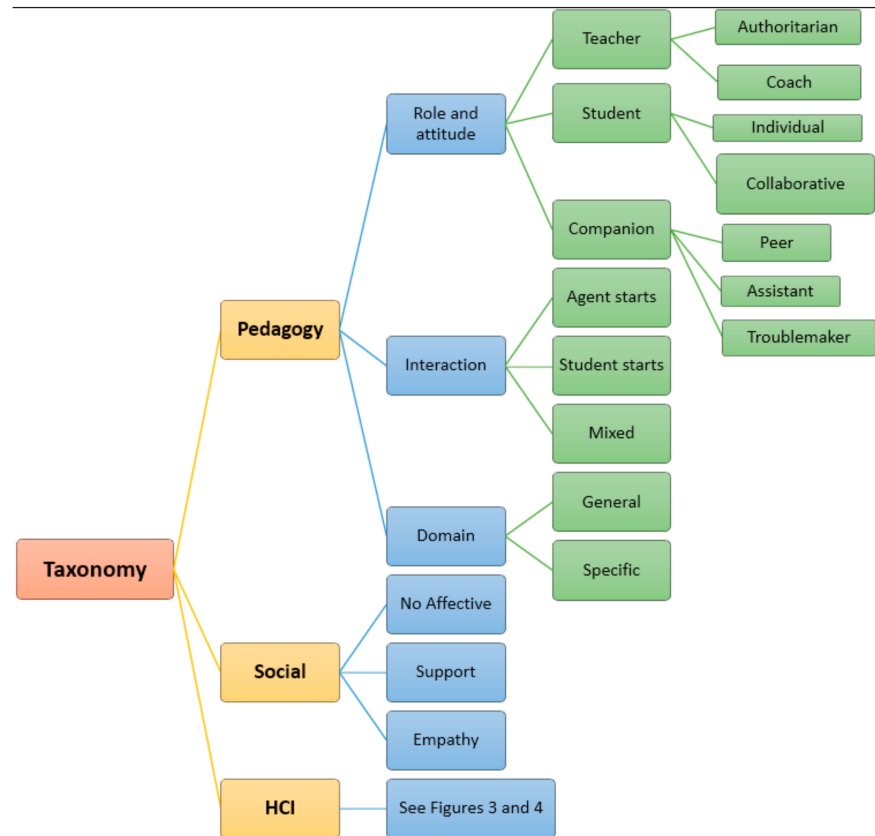 Teacher
Authoritarian
Coach
Role and
attitude
Student
Individual
Collaborative
Companion
Peer
Assistant
Troublemaker
Pedagogy
Interaction
Agent starts
Student starts
Mixed
Domain
General
Specific
Taxonomy
Social
No Affective
Support
Empathy
HCI
See Figures 3 and 4